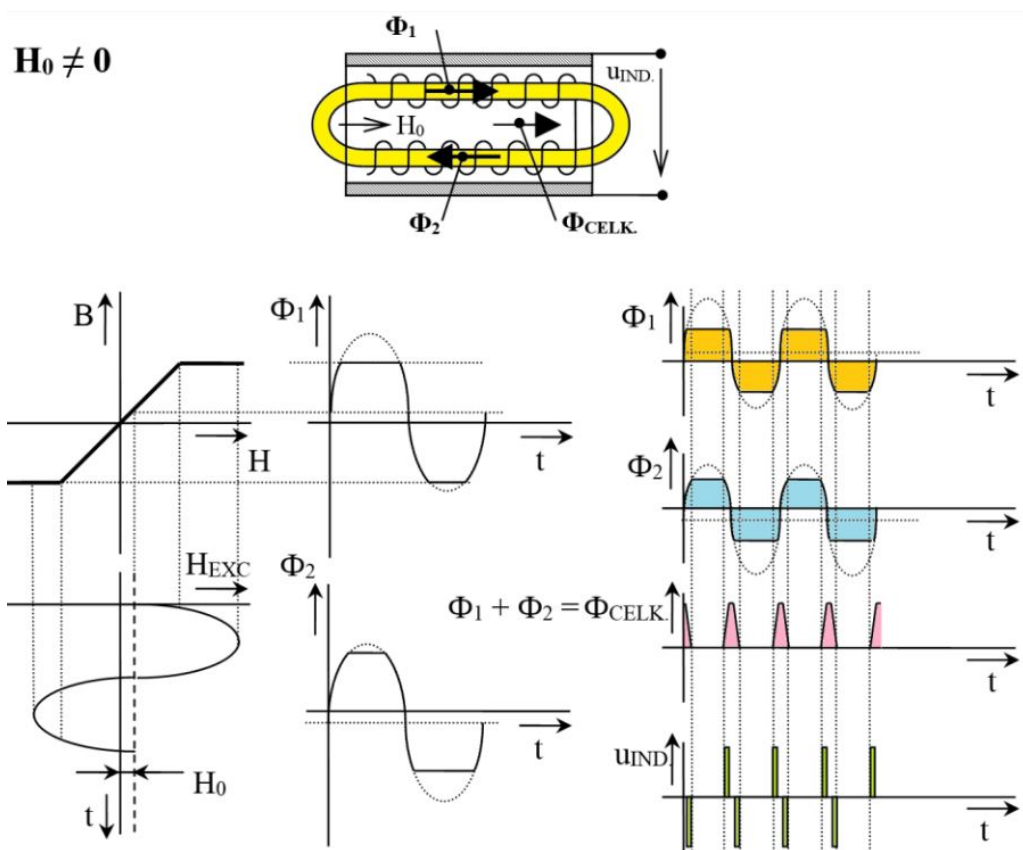 H₀ ≠ 0
Φ₁
u_IND.
H₀
Φ₂
Φ_CELK.
B
H
H_EXC
H₀
t
Φ₁
t
Φ₂
t
Φ₁ + Φ₂ = Φ_CELK.
Φ₁
t
Φ₂
t
t
u_IND.
t